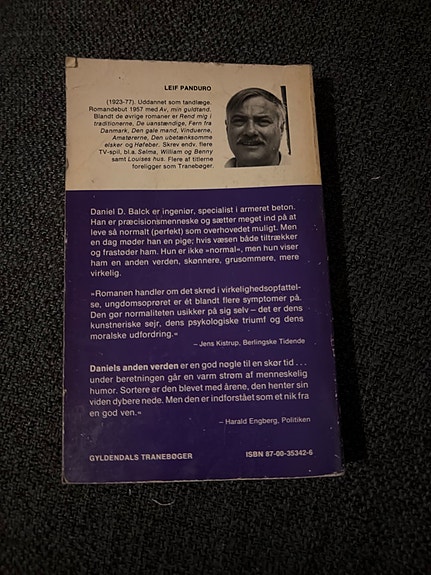 LEIF PANDURO
(1923-77). Uddannet som tandlæge.
Romandebut 1957 med Av, min guldtand.
Blandt de øvrige romaner er Rend mig i
traditionerne, De uanstændige, Fern fra
Danmark, Den gale mand, Vinduerne,
Amatørerne, Den ubetænksomme
elsker og Høfeber. Skrev endv. flere
TV-spil, bl.a. Selma, William og Benny
samt Louises hus. Flere af titlerne
foreligger som Tranebøger.
Daniel D. Balck er ingeniør, specialist i armeret beton.
Han er præcisionsmenneske og sætter meget ind på at
leve så normalt (perfekt) som overhovedet muligt. Men
en dag møder han en pige; hvis væsen både tiltrækker
og frastøder ham. Hun er ikke »normal«, men hun viser
ham en anden verden, skønnere, grusommere, mere
virkelig.
»Romanen handler om det skred i virkelighedsopfattel-
se, ungdomsoprøret er ét blandt flere symptomer på.
Den gør normaliteten usikker på sig selv – det er dens
kunstneriske sejr, dens psykologiske triumf og dens
moralske udfordring.«
– Jens Kistrup, Berlingske Tidende
Daniels anden verden er en god nøgle til en skør tid . . .
under beretningen går en varm strøm af menneskelig
humor. Sortere er den blevet med årene, den henter sin
viden dybere nede. Men den er indforstået som et nik fra
en god ven.«
– Harald Engberg, Politiken
GYLDENDALS TRANEBØGER
ISBN 87-00-35342-6